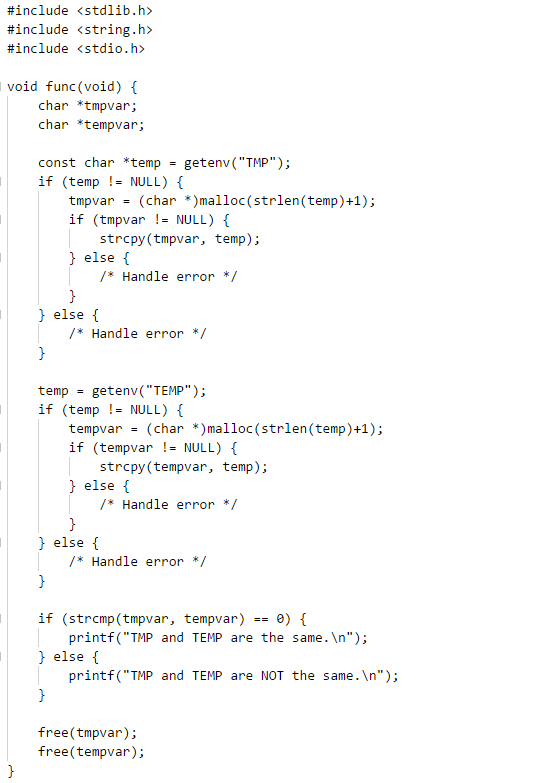 #include <stdlib.h>
#include <string.h>
#include <stdio.h>

void func(void) {
    char *tmpvar;
    char *tempvar;

    const char *temp = getenv("TMP");
    if (temp != NULL) {
        tmpvar = (char *)malloc(strlen(temp)+1);
        if (tmpvar != NULL) {
            strcpy(tmpvar, temp);
        } else {
            /* Handle error */
        }
    } else {
        /* Handle error */
    }

    temp = getenv("TEMP");
    if (temp != NULL) {
        tempvar = (char *)malloc(strlen(temp)+1);
        if (tempvar != NULL) {
            strcpy(tempvar, temp);
        } else {
            /* Handle error */
        }
    } else {
        /* Handle error */
    }

    if (strcmp(tmpvar, tempvar) == 0) {
        printf("TMP and TEMP are the same.\n");
    } else {
        printf("TMP and TEMP are NOT the same.\n");
    }

    free(tmpvar);
    free(tempvar);
}